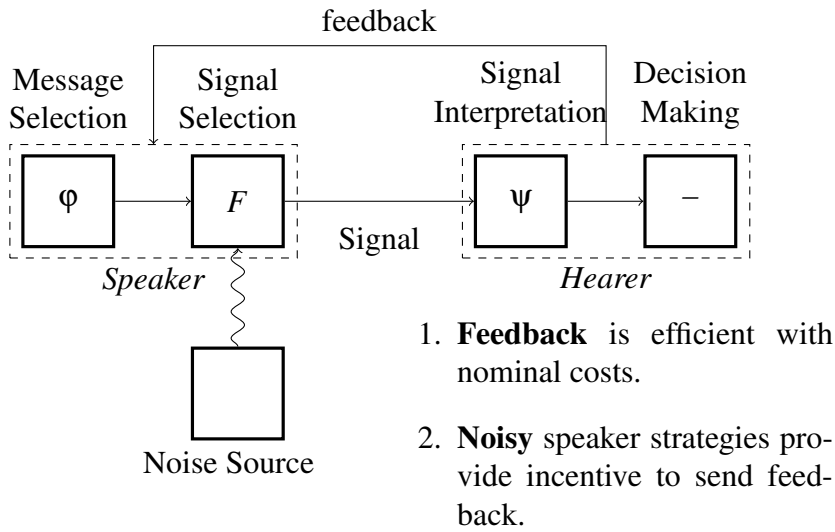 feedback
Message
Selection
Signal
Selection
Signal
Interpretation
Decision
Making
φ
F
ψ
–
Signal
Speaker
Hearer
Noise Source
1. Feedback is efficient with
nominal costs.
2. Noisy speaker strategies pro-
vide incentive to send feed-
back.